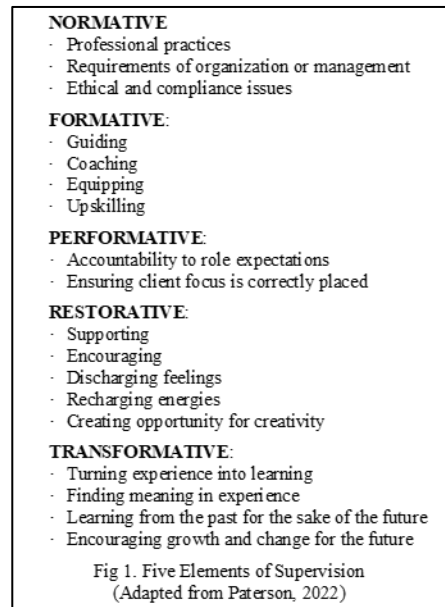 NORMATIVE
· Professional practices
· Requirements of organization or management
· Ethical and compliance issues
FORMATIVE:
· Guiding
· Coaching
· Equipping
· Upskilling
PERFORMATIVE:
· Accountability to role expectations
· Ensuring client focus is correctly placed
RESTORATIVE:
· Supporting
· Encouraging
· Discharging feelings
· Recharging energies
· Creating opportunity for creativity
TRANSFORMATIVE:
· Turning experience into learning
· Finding meaning in experience
· Learning from the past for the sake of the future
· Encouraging growth and change for the future
Fig 1. Five Elements of Supervision
(Adapted from Paterson, 2022)